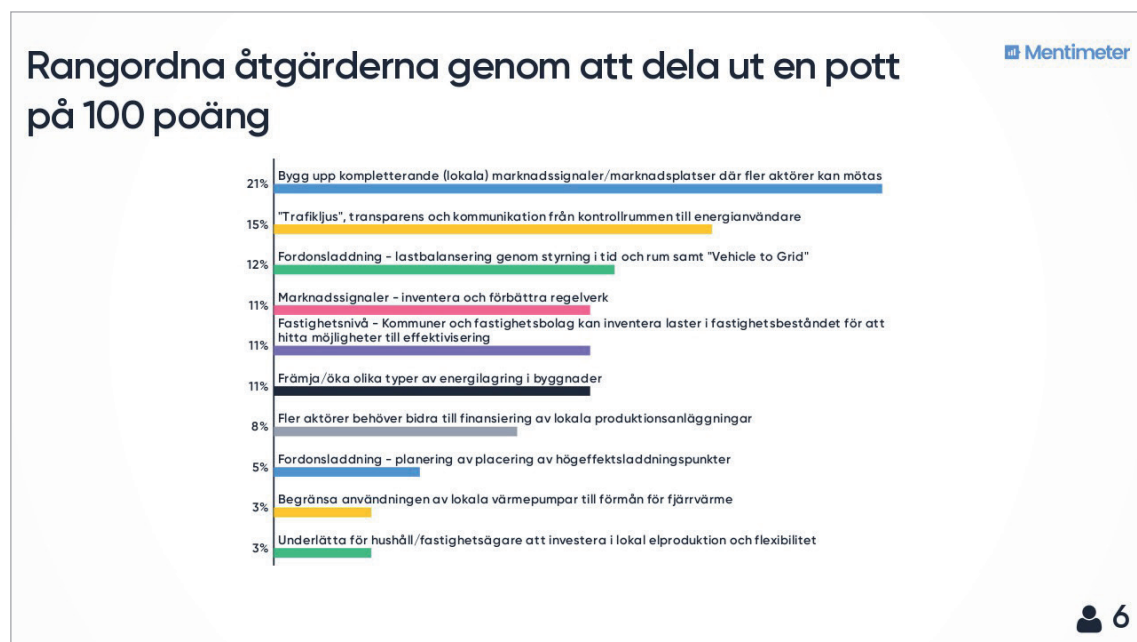 Rangordna åtgärderna genom att dela ut en pott
på 100 poäng
Mentimeter
21%
Bygg upp kompletterande (lokala) marknadssignaler/marknadsplatser där fler aktörer kan mötas
15%
"Trafikljus", transparens och kommunikation från kontrollrummen till energianvändare
12%
Fordonsladdning - lastbalansering genom styrning i tid och rum samt "Vehicle to Grid"
11%
Marknadssignaler - inventera och förbättra regelverk
11%
Fastighetsnivå - Kommuner och fastighetsbolag kan inventera laster i fastighetsbeståndet för att
hitta möjligheter till effektivisering
11%
Främja/öka olika typer av energilagring i byggnader
8%
Fler aktörer behöver bidra till finansiering av lokala produktionsanläggningar
5%
Fordonsladdning - planering av placering av högeffektsladdningspunkter
3%
Begränsa användningen av lokala värmepumpar till förmån för fjärrvärme
3%
Underlätta för hushåll/fastighetsägare att investera i lokal elproduktion och flexibilitet
6